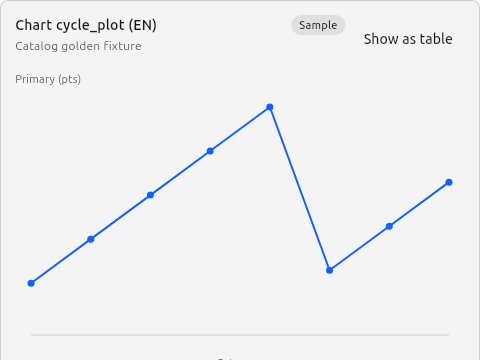 Chart cycle_plot (EN)
Sample
Show as table
Catalog golden fixture
Primary (pts)